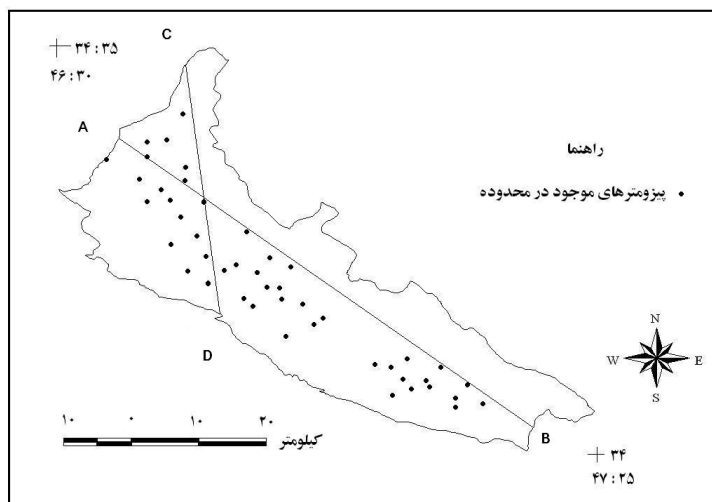 C
۳۴:۳۵
۴۶:۳۰
A
راهنما
پیزومترهای موجود در محدوده
N
W E
S
D
۱۰ ۰ ۱۰ ۲۰
کیلومتر
B
۳۴
۴۷:۲۵